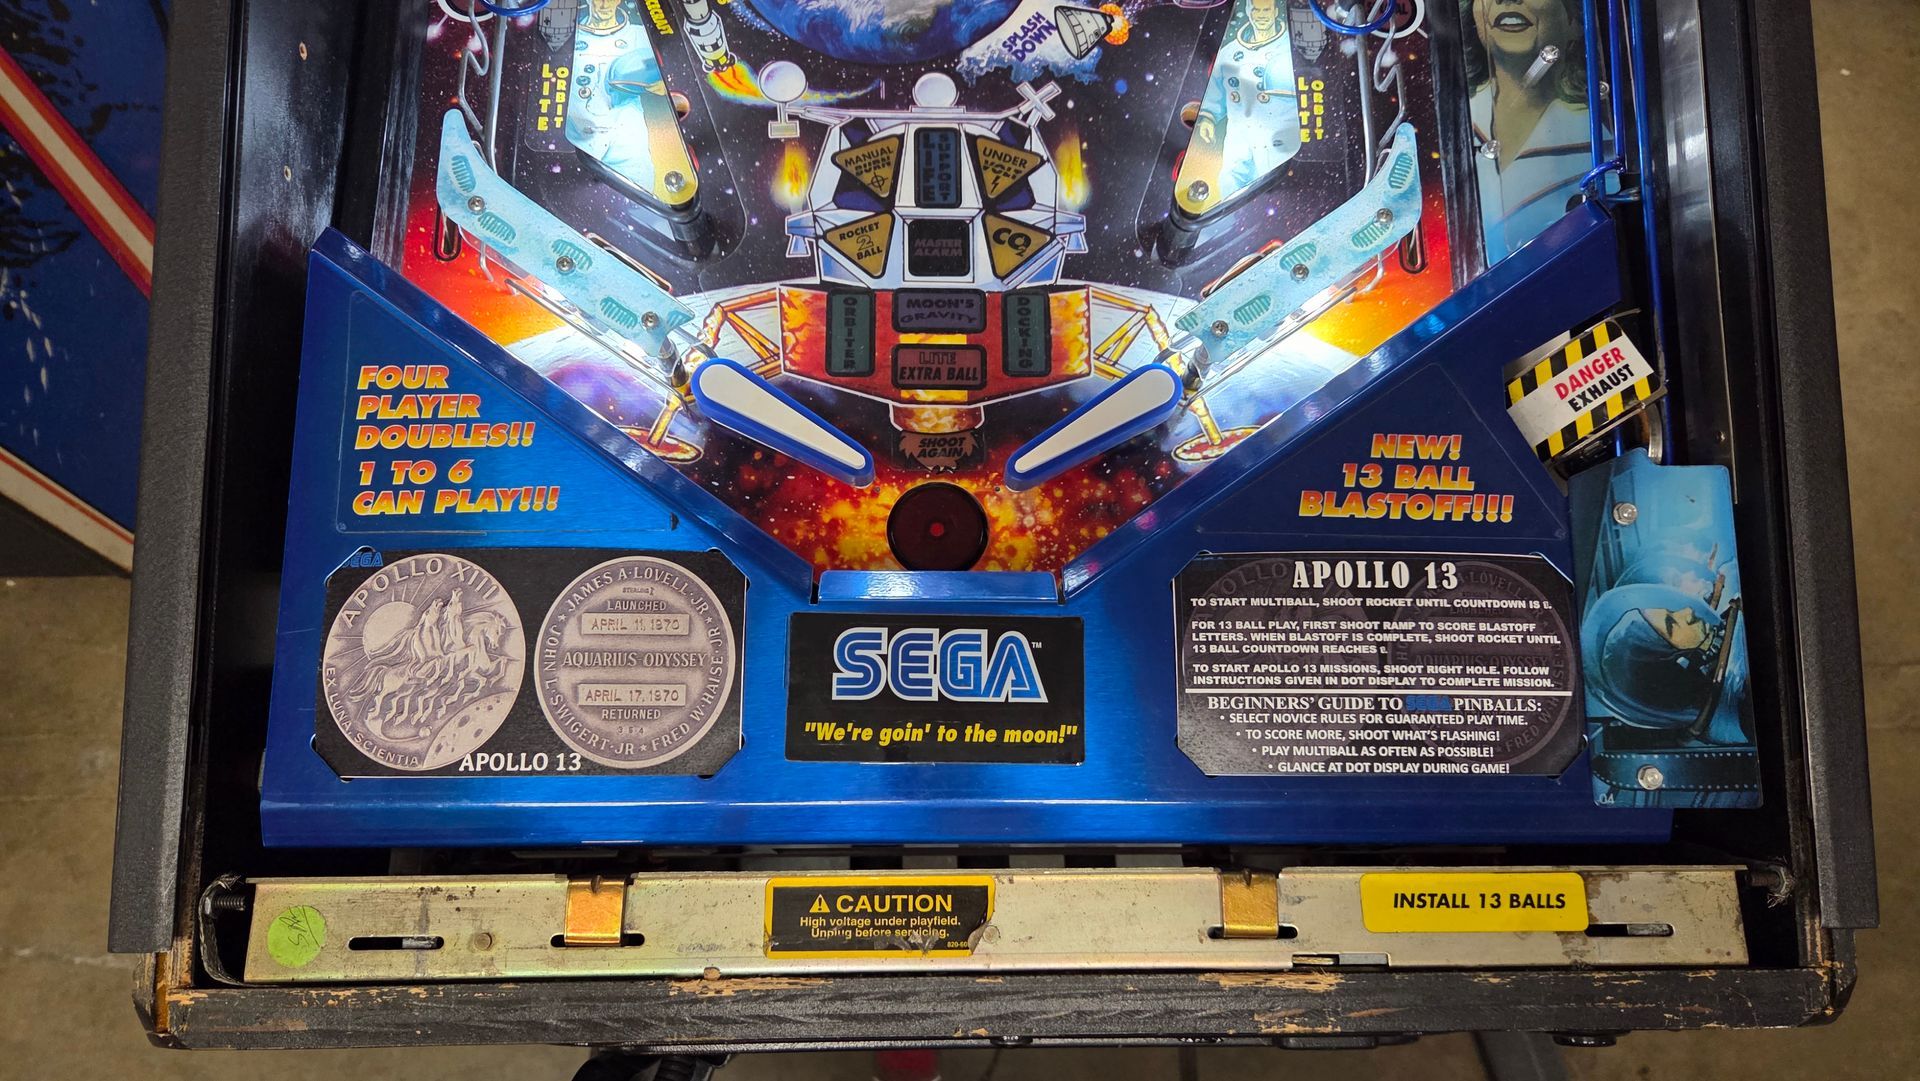 SPLASH
DOWN
LITE
ORBIT
LITE
ORBIT
MANUAL
BURN
LIFE
SUPPORT
UNDER
VOLT
ROCKET
2
BALL
MASTER
ALARM
CO2
ORBITER
MOON'S
GRAVITY
DOCKING
LITE
EXTRA BALL
SHOOT
AGAIN
DANGER
EXHAUST
FOUR
PLAYER
DOUBLES!!
1 TO 6
CAN PLAY!!!
NEW!
13 BALL
BLASTOFF!!!
SEGA
APOLLO XIII
EX LUNA, SCIENTIA
APOLLO 13
JAMES A. LOVELL, JR
STERLING
LAUNCHED
APRIL 11, 1970
AQUARIUS-ODYSSEY
APRIL 17, 1970
RETURNED
354
JOHN L. SWIGERT, JR
FRED W. HAISE, JR
SEGA™
"We're goin' to the moon!"
APOLLO 13
TO START MULTIBALL, SHOOT ROCKET UNTIL COUNTDOWN IS 0.
FOR 13 BALL PLAY, FIRST SHOOT RAMP TO SCORE BLASTOFF
LETTERS. WHEN BLASTOFF IS COMPLETE, SHOOT ROCKET UNTIL
13 BALL COUNTDOWN REACHES 0.
TO START APOLLO 13 MISSIONS, SHOOT RIGHT HOLE. FOLLOW
INSTRUCTIONS GIVEN IN DOT DISPLAY TO COMPLETE MISSION.
BEGINNERS' GUIDE TO SEGA PINBALLS:
• SELECT NOVICE RULES FOR GUARANTEED PLAY TIME.
• TO SCORE MORE, SHOOT WHAT'S FLASHING!
• PLAY MULTIBALL AS OFTEN AS POSSIBLE!
• GLANCE AT DOT DISPLAY DURING GAME!
04
CAUTION
High voltage under playfield.
Unplug before servicing.
INSTALL 13 BALLS